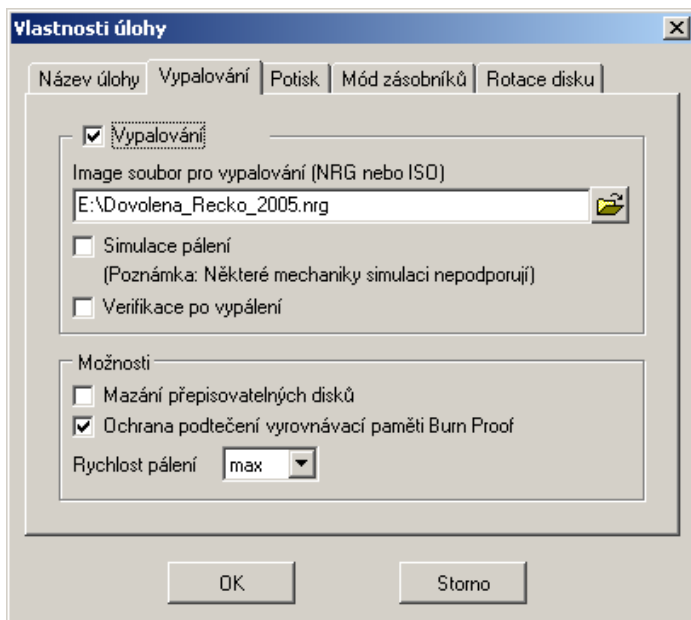 Vlastnosti úlohy
Název úlohy Vypalování Potisk Mód zásobníků Rotace disku
Vypalování
Image soubor pro vypalování (NRG nebo ISO)
E:\Dovolena_Recko_2005.nrg
Simulace pálení
(Poznámka: Některé mechaniky simulaci nepodporují)
Verifikace po vypálení
Možnosti
Mazání přepisovatelných disků
Ochrana podtečení vyrovnávací paměti Burn Proof
Rychlost pálení max
OK Storno